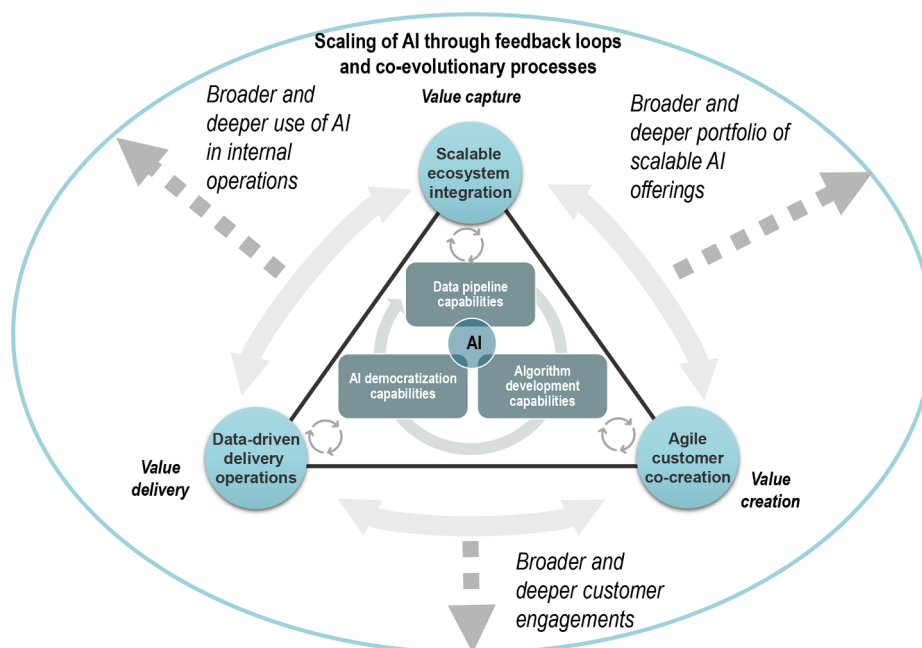 Scaling of AI through feedback loops
and co-evolutionary processes
Value capture
Broader and
deeper use of AI
in internal
operations
Broader and
deeper portfolio of
scalable AI
offerings
Scalable
ecosystem
integration
Data pipeline
capabilities
AI
AI democratization
capabilities
Algorithm
development
capabilities
Data-driven
delivery
operations
Value
delivery
Agile
customer
co-creation
Value
creation
Broader and
deeper customer
engagements